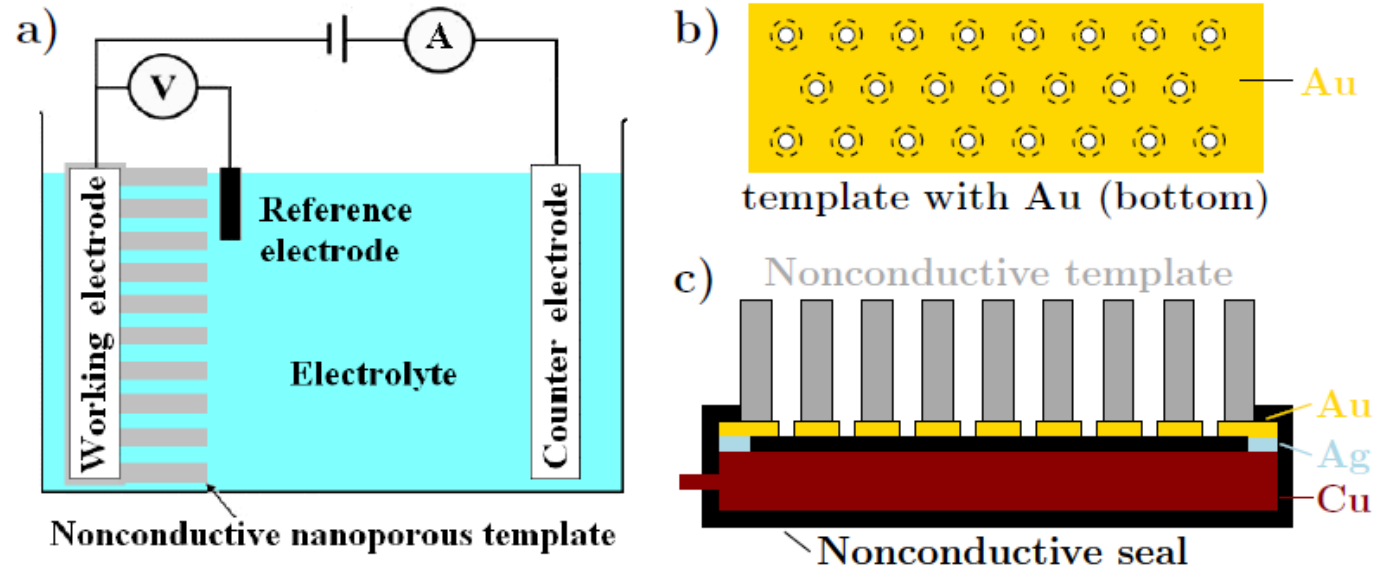 a)
A
V
Working electrode
Reference
electrode
Electrolyte
Counter electrode
Nonconductive nanoporous template
b)
Au
template with Au (bottom)
c)
Nonconductive template
Au
Ag
Cu
Nonconductive seal